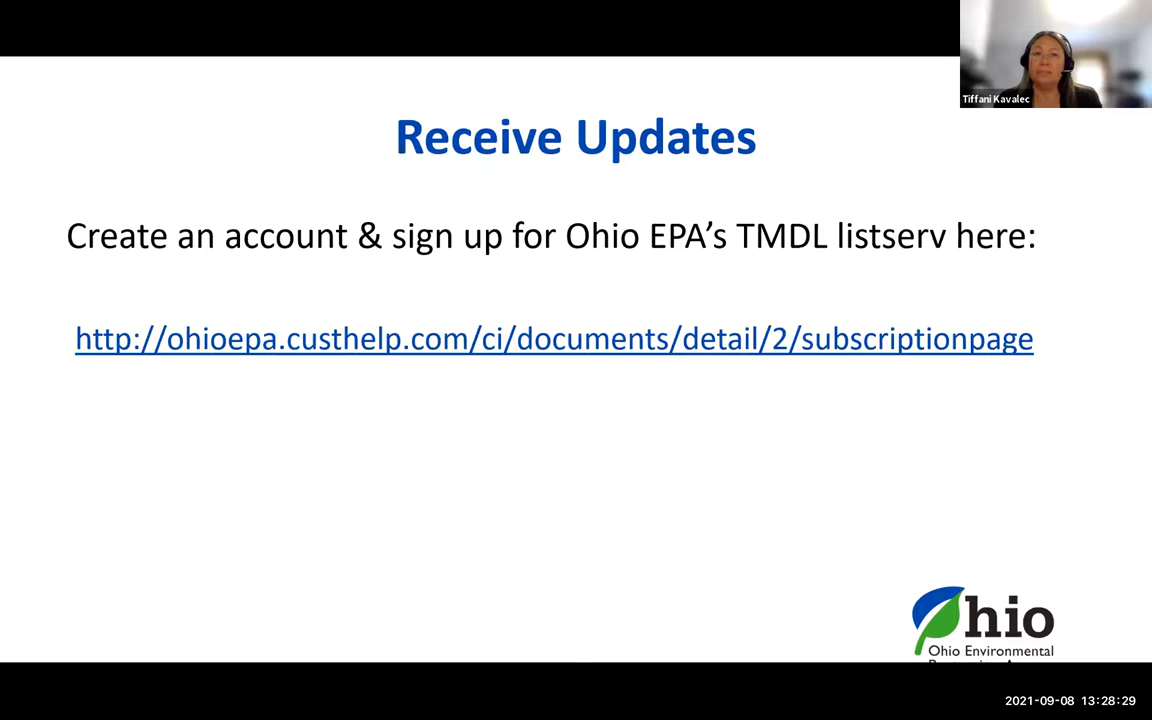 Tiffani Kavalec
Receive Updates
Create an account & sign up for Ohio EPA’s TMDL listserv here:
http://ohioepa.custhelp.com/ci/documents/detail/2/subscriptionpage
Ohio
Ohio Environmental
2021-09-08 13:28:29